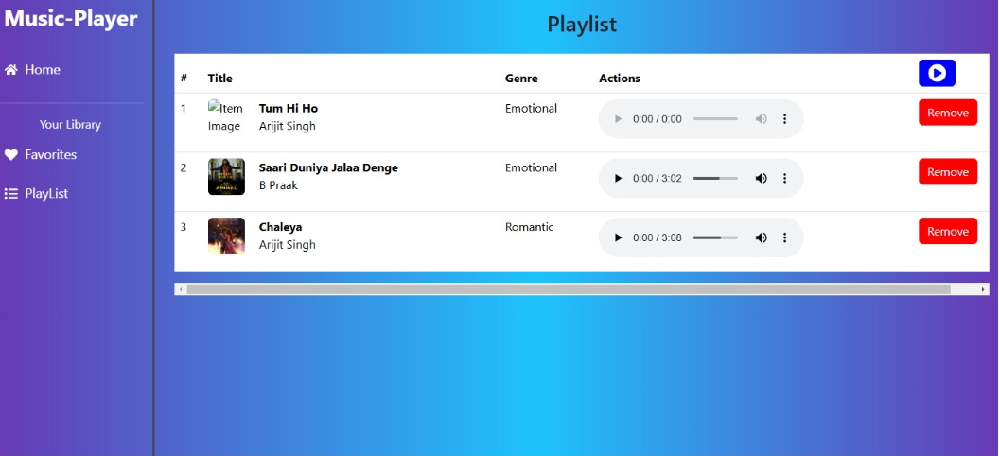 Music-Player
Home
Your Library
Favorites
PlayList
Playlist
# Title Genre Actions
1 Item Image Tum Hi Ho Emotional 0:00 / 0:00 Remove
Arijit Singh
2 Saari Duniya Jalaa Denge Emotional 0:00 / 3:02 Remove
B Praak
3 Chaleya Romantic 0:00 / 3:08 Remove
Arijit Singh